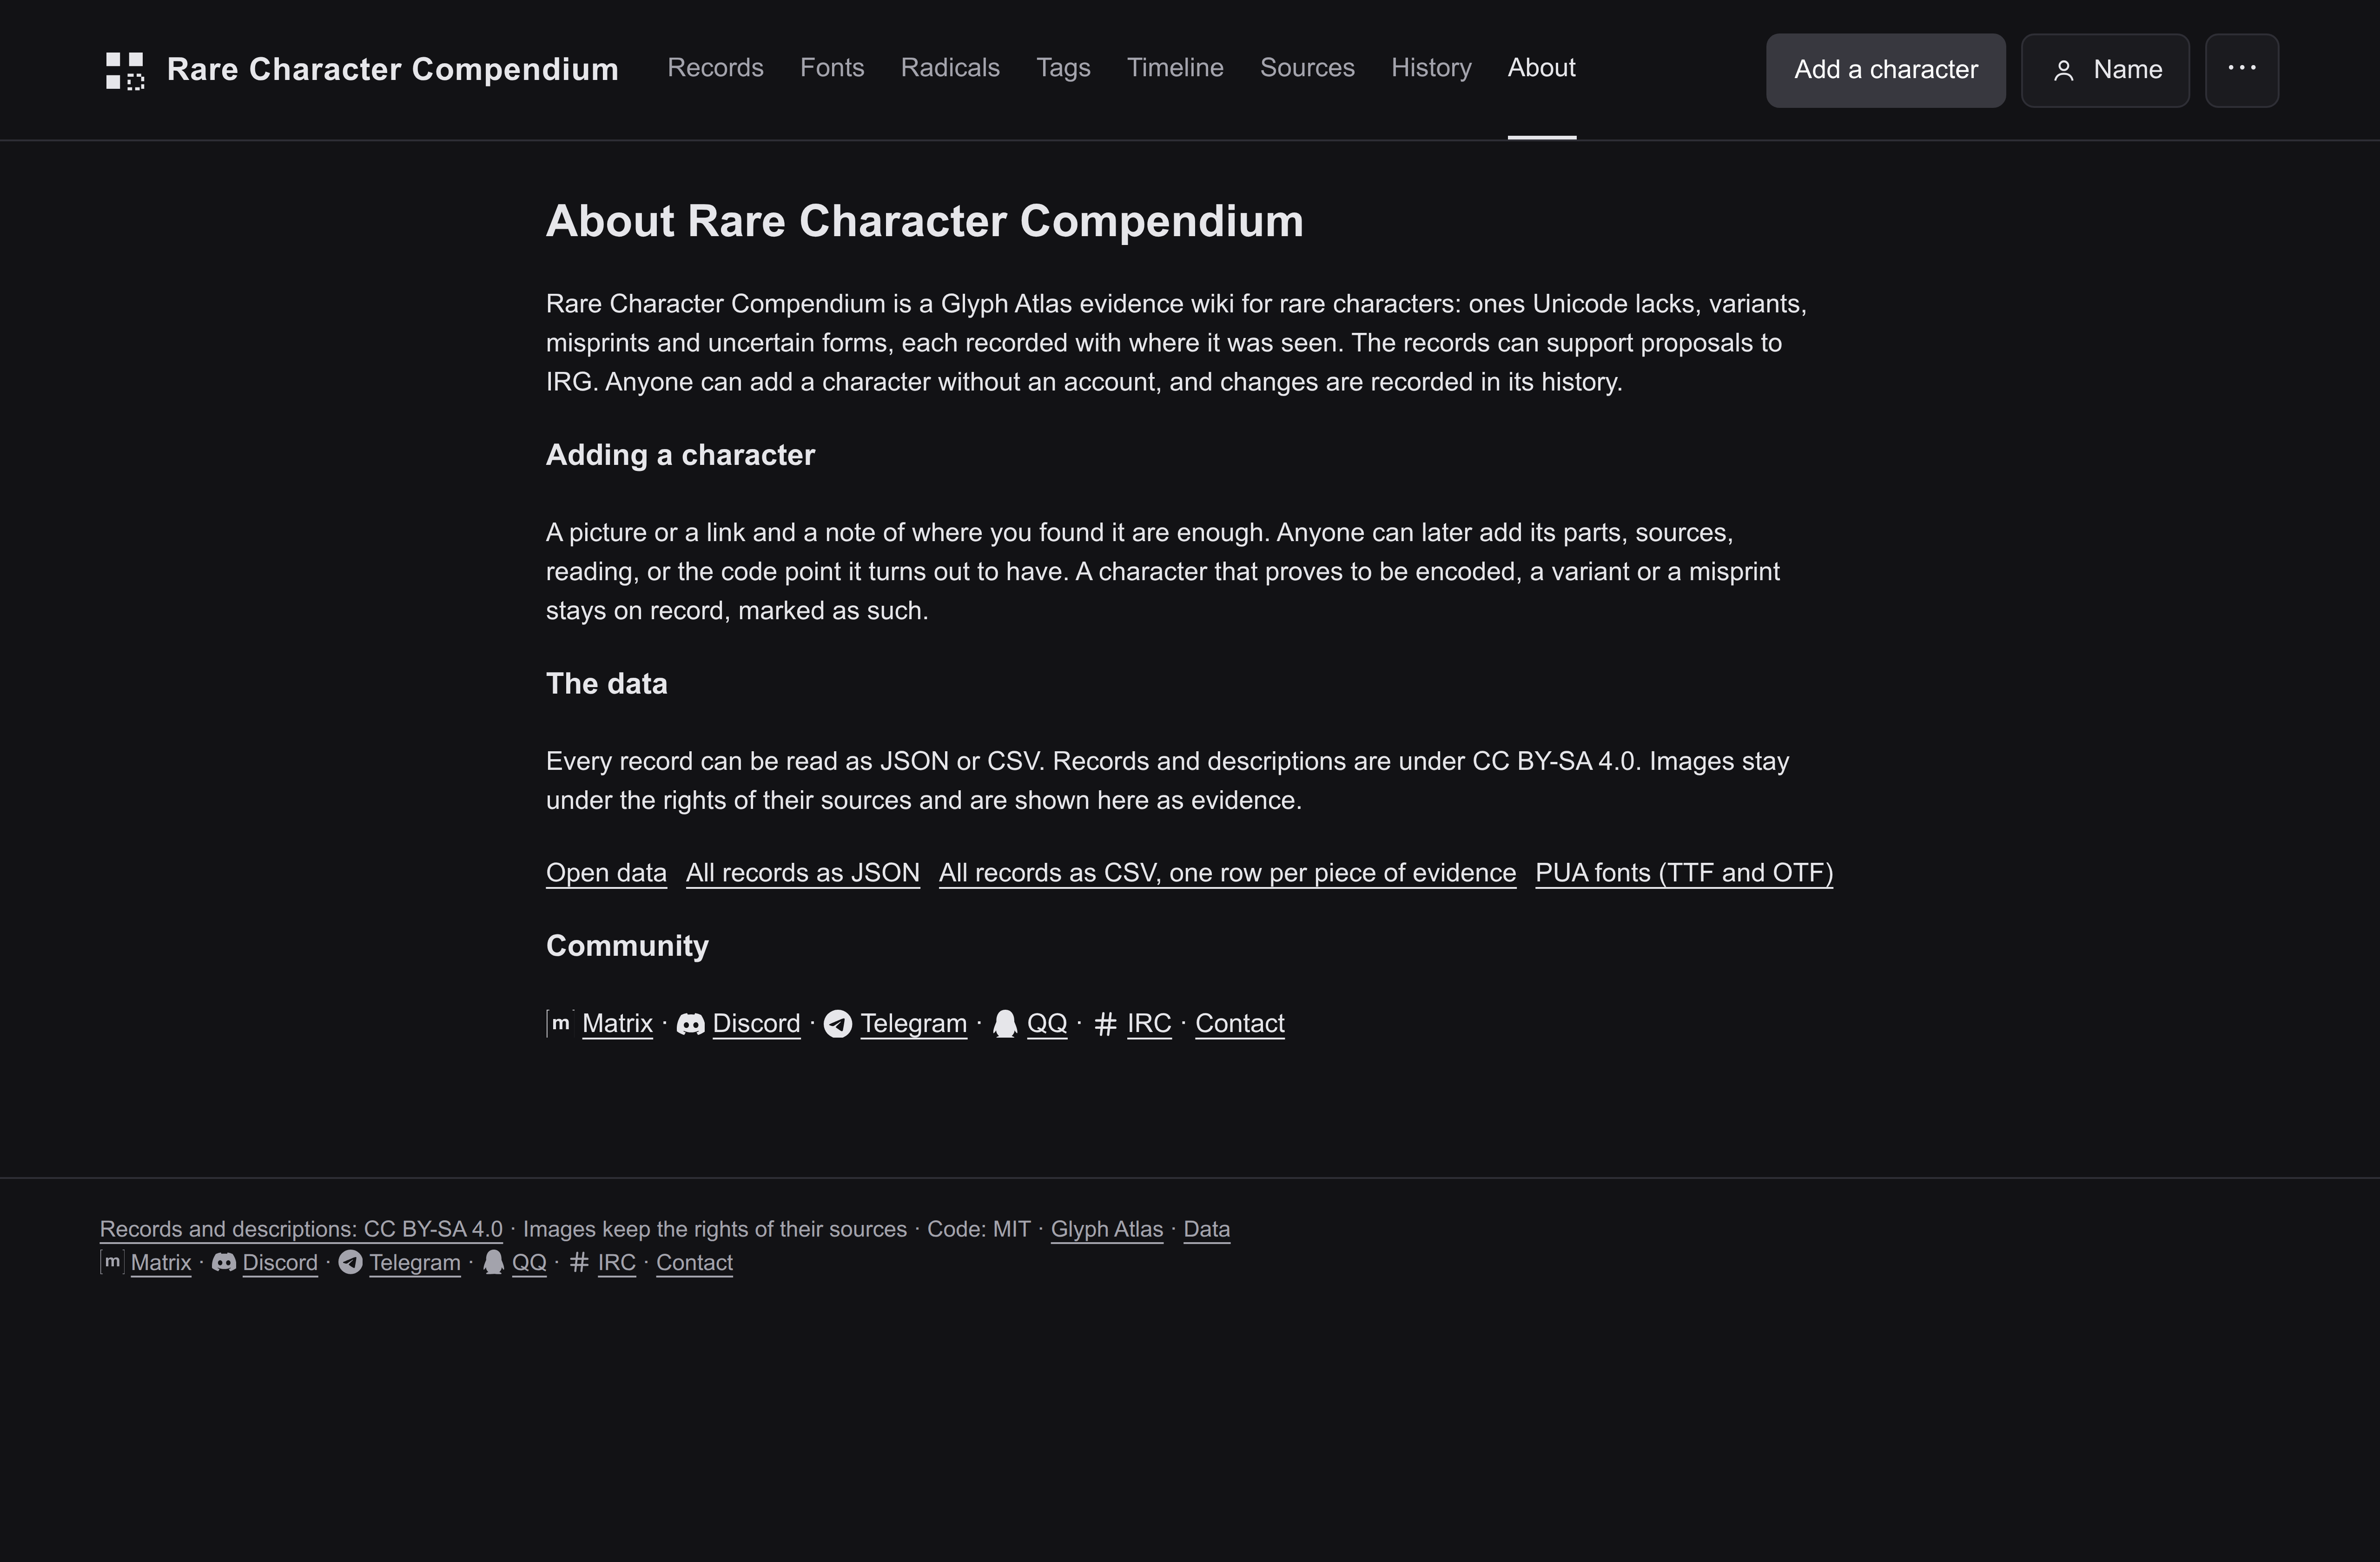 Rare Character Compendium Records Fonts Radicals Tags Timeline Sources History About Add a character Name ···
About Rare Character Compendium
Rare Character Compendium is a Glyph Atlas evidence wiki for rare characters: ones Unicode lacks, variants,
misprints and uncertain forms, each recorded with where it was seen. The records can support proposals to
IRG. Anyone can add a character without an account, and changes are recorded in its history.
Adding a character
A picture or a link and a note of where you found it are enough. Anyone can later add its parts, sources,
reading, or the code point it turns out to have. A character that proves to be encoded, a variant or a misprint
stays on record, marked as such.
The data
Every record can be read as JSON or CSV. Records and descriptions are under CC BY-SA 4.0. Images stay
under the rights of their sources and are shown here as evidence.
Open data All records as JSON All records as CSV, one row per piece of evidence PUA fonts (TTF and OTF)
Community
[m] Matrix · Discord · Telegram · QQ · # IRC · Contact
Records and descriptions: CC BY-SA 4.0 · Images keep the rights of their sources · Code: MIT · Glyph Atlas · Data
[m] Matrix · Discord · Telegram · QQ · # IRC · Contact